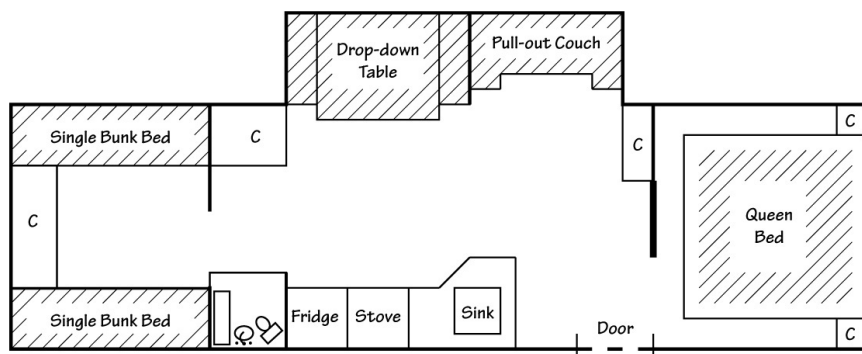 Drop-down
Table
Pull-out Couch
Single Bunk Bed
C
C
C
C
Queen
Bed
Single Bunk Bed
Fridge
Stove
Sink
Door
C